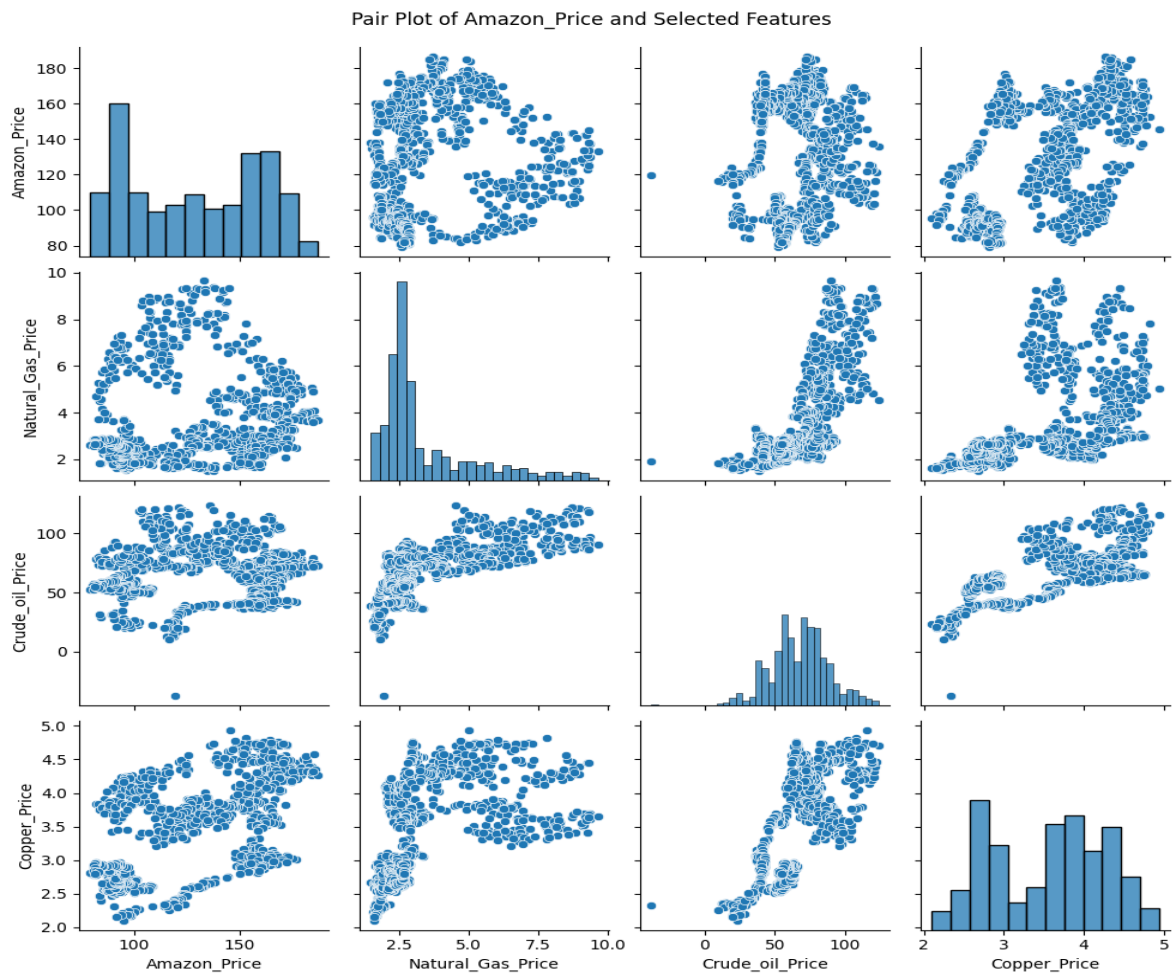 Pair Plot of Amazon_Price and Selected Features
180
160
140
120
100
80
Amazon_Price
10
8
6
4
2
Natural_Gas_Price
100
50
0
Crude_oil_Price
5.0
4.5
4.0
3.5
3.0
2.5
2.0
Copper_Price
100 150
Amazon_Price
2.5 5.0 7.5 10.0
Natural_Gas_Price
0 50 100
Crude_oil_Price
2 3 4 5
Copper_Price